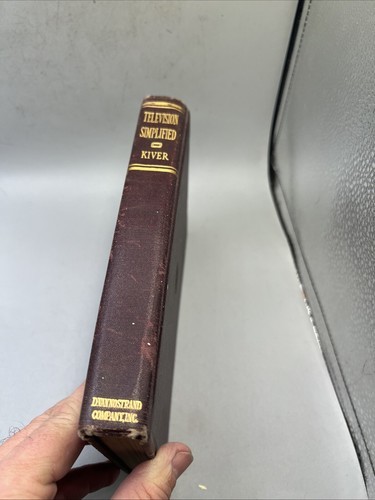 TELEVISION
SIMPLIFIED
KIVER
D.VAN NOSTRAND
COMPANY, INC.